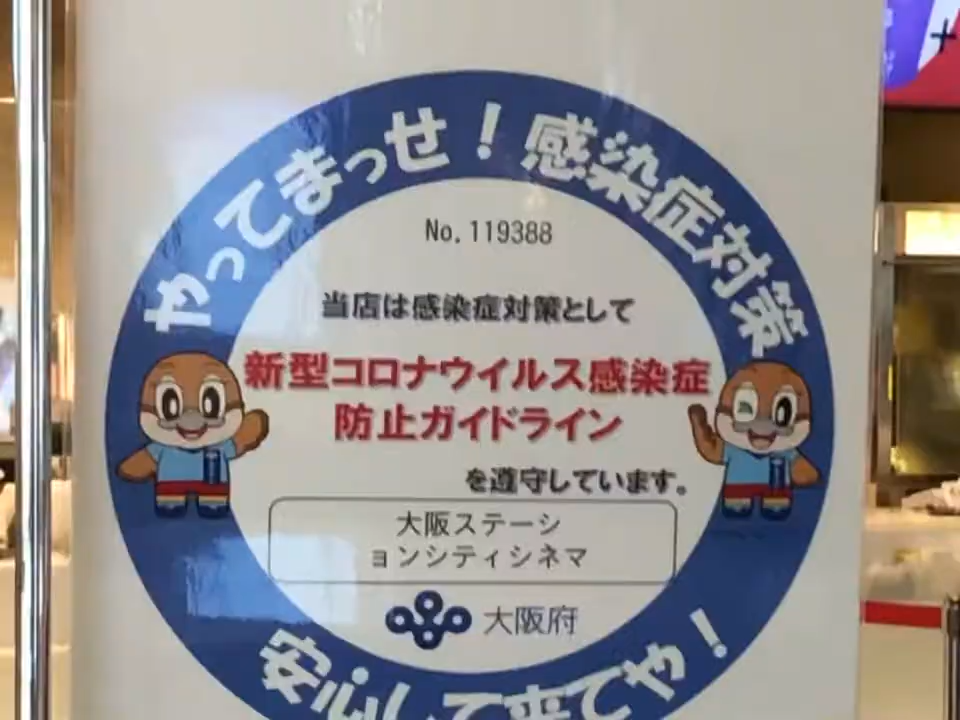 やってまっせ！感染症対策
No. 119388
当店は感染症対策として
新型コロナウイルス感染症
防止ガイドライン
を遵守しています。
大阪ステーシ
ョンシティシネマ
大阪府
安心して来てや！